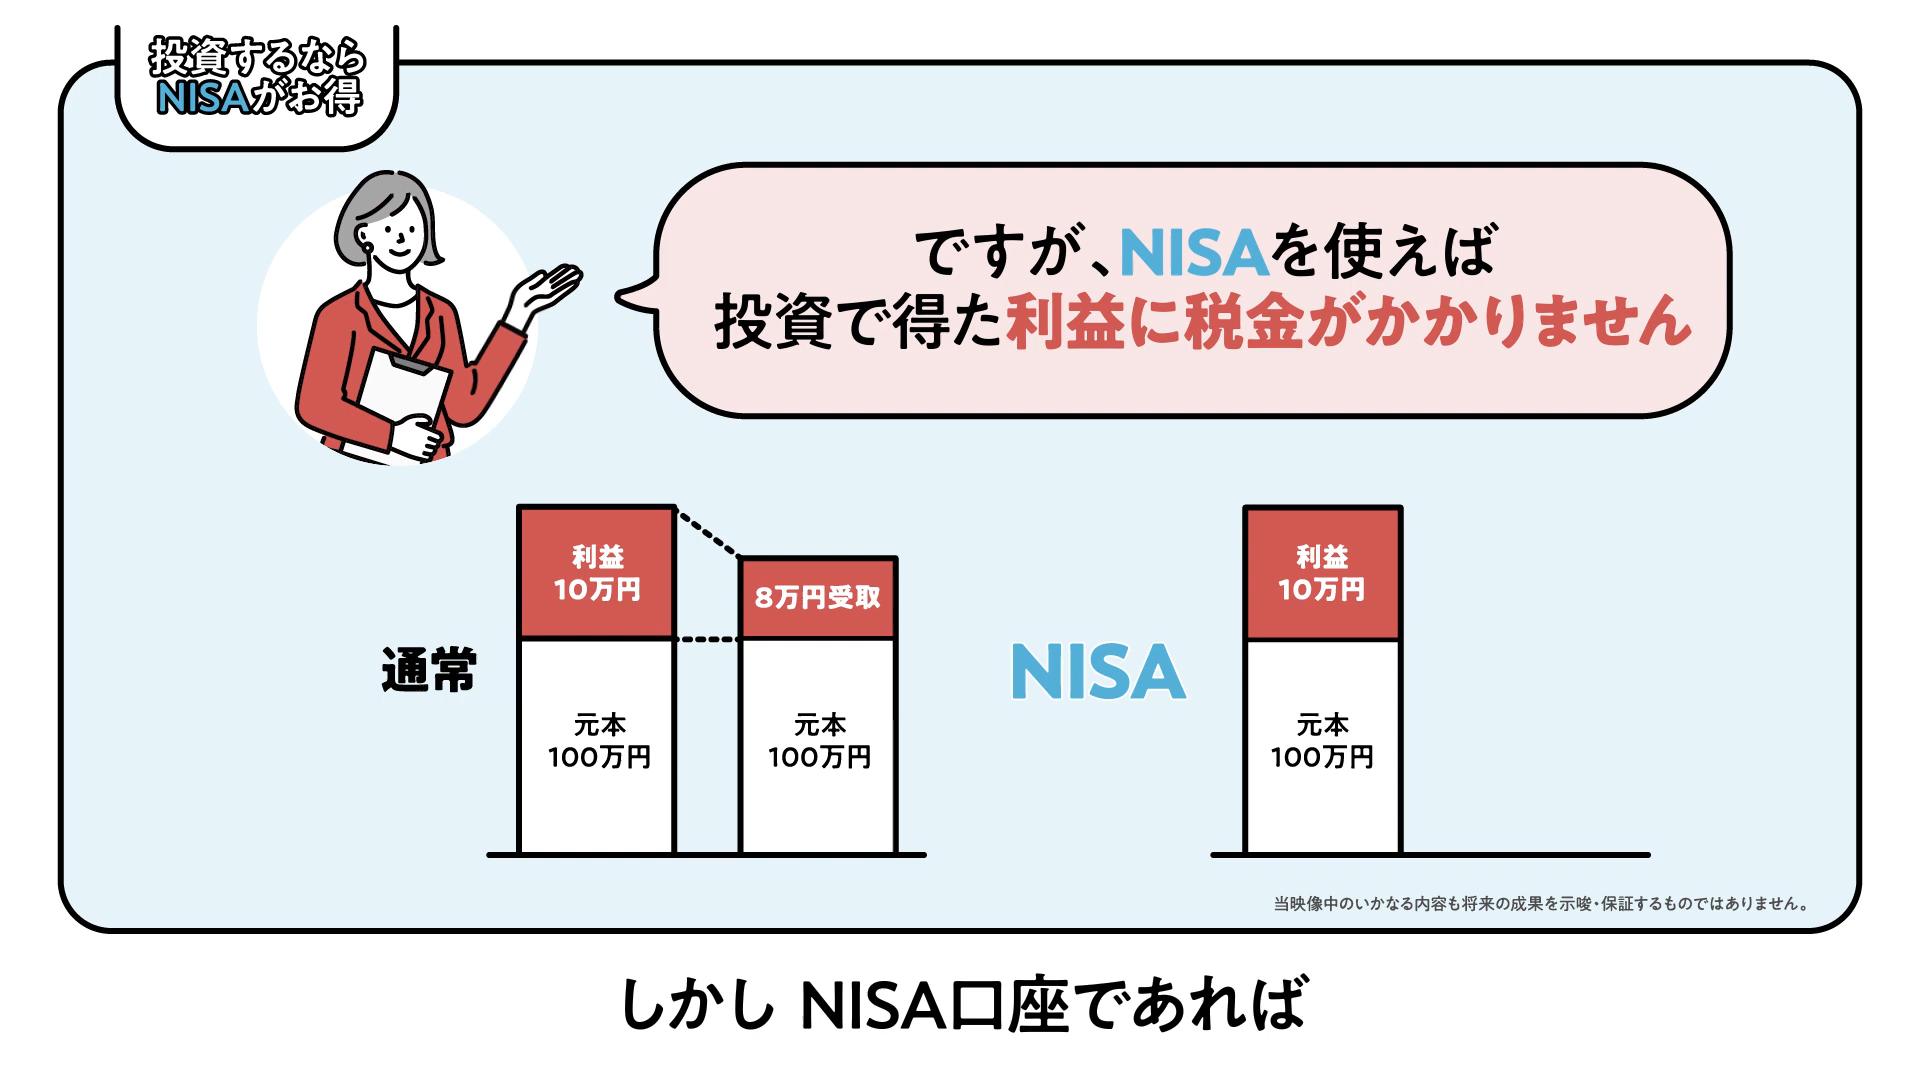 投資するなら
NISAがお得
ですが、NISAを使えば
投資で得た利益に税金がかかりません
通常
利益
10万円
元本
100万円
8万円受取
元本
100万円
NISA
利益
10万円
元本
100万円
当映像中のいかなる内容も将来の成果を示唆・保証するものではありません。
しかし NISA口座であれば